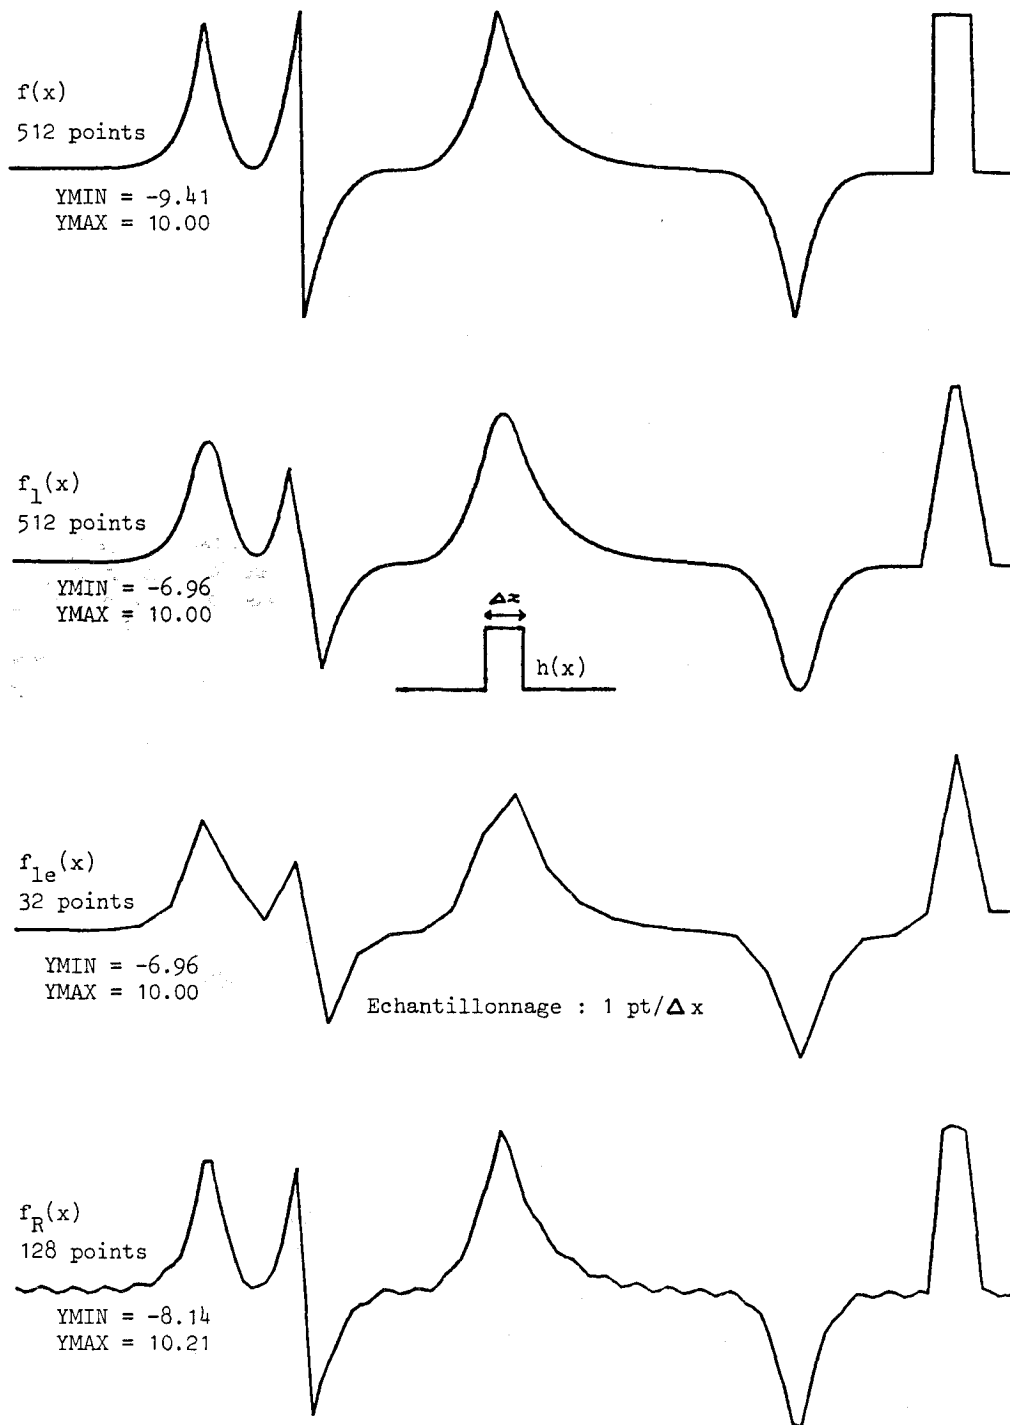 f(x)
512 points
YMIN = -9.41
YMAX = 10.00
f1(x)
512 points
YMIN = -6.96
YMAX = 10.00
Δx
h(x)
f1e(x)
32 points
YMIN = -6.96
YMAX = 10.00
Echantillonnage : 1 pt/Δx
fR(x)
128 points
YMIN = -8.14
YMAX = 10.21